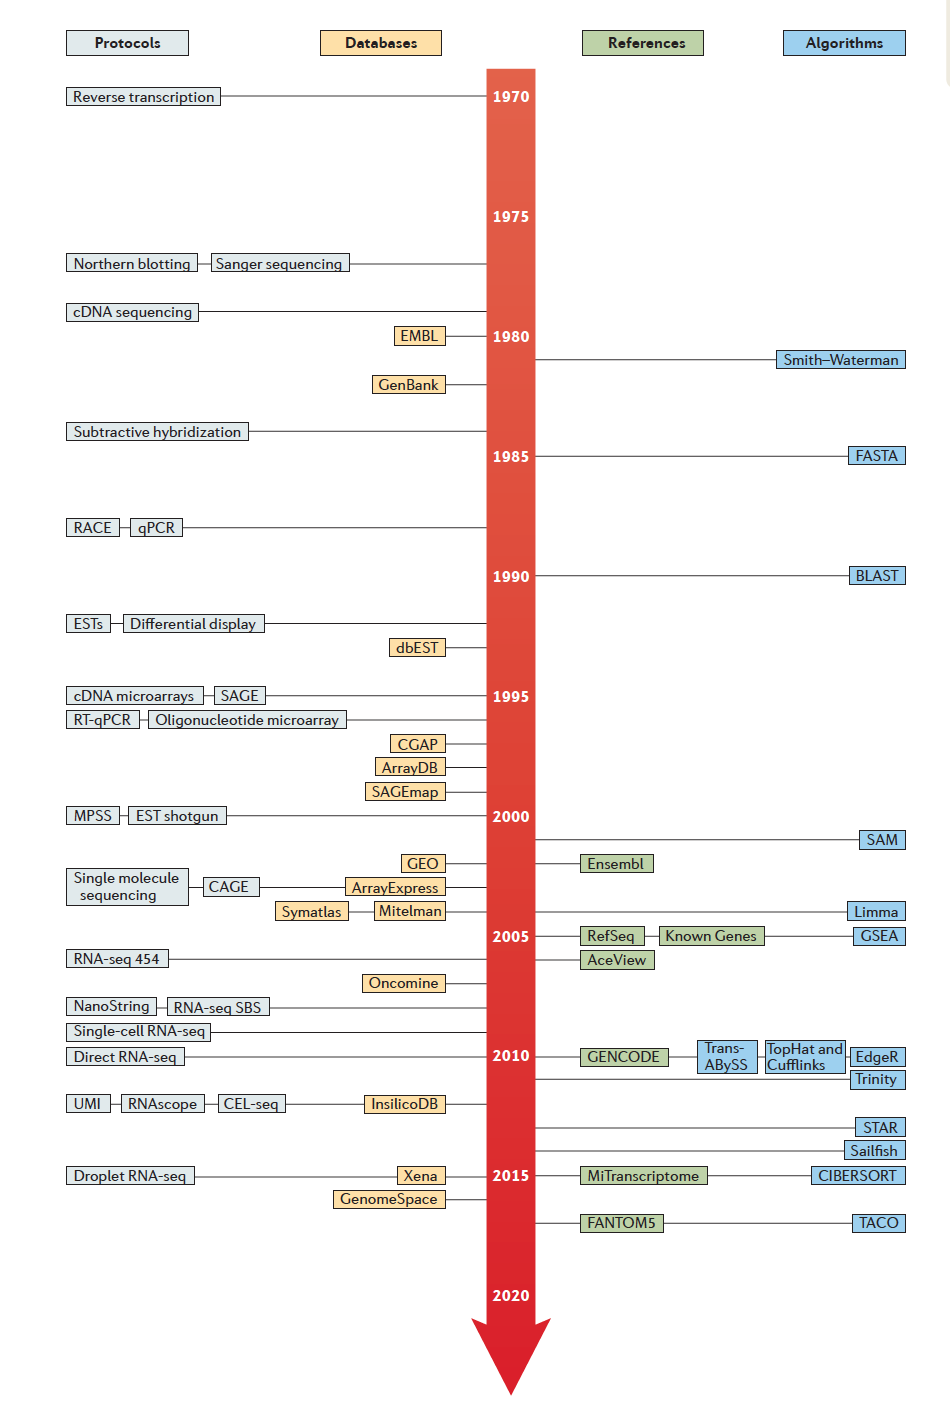 Protocols
Databases
References
Algorithms
Reverse transcription
1970
1975
Northern blotting
Sanger sequencing
cDNA sequencing
EMBL
1980
Smith–Waterman
GenBank
Subtractive hybridization
1985
FASTA
RACE
qPCR
1990
BLAST
ESTs
Differential display
dbEST
cDNA microarrays
SAGE
1995
RT-qPCR
Oligonucleotide microarray
CGAP
ArrayDB
SAGEmap
MPSS
EST shotgun
2000
SAM
GEO
Ensembl
Single molecule
sequencing
CAGE
ArrayExpress
Symatlas
Mitelman
Limma
2005
RefSeq
Known Genes
GSEA
RNA-seq 454
AceView
Oncomine
NanoString
RNA-seq SBS
Single-cell RNA-seq
Direct RNA-seq
2010
GENCODE
Trans-
ABySS
TopHat and
Cufflinks
EdgeR
Trinity
UMI
RNAscope
CEL-seq
InsilicoDB
STAR
Sailfish
Droplet RNA-seq
Xena
2015
MiTranscriptome
CIBERSORT
GenomeSpace
FANTOM5
TACO
2020